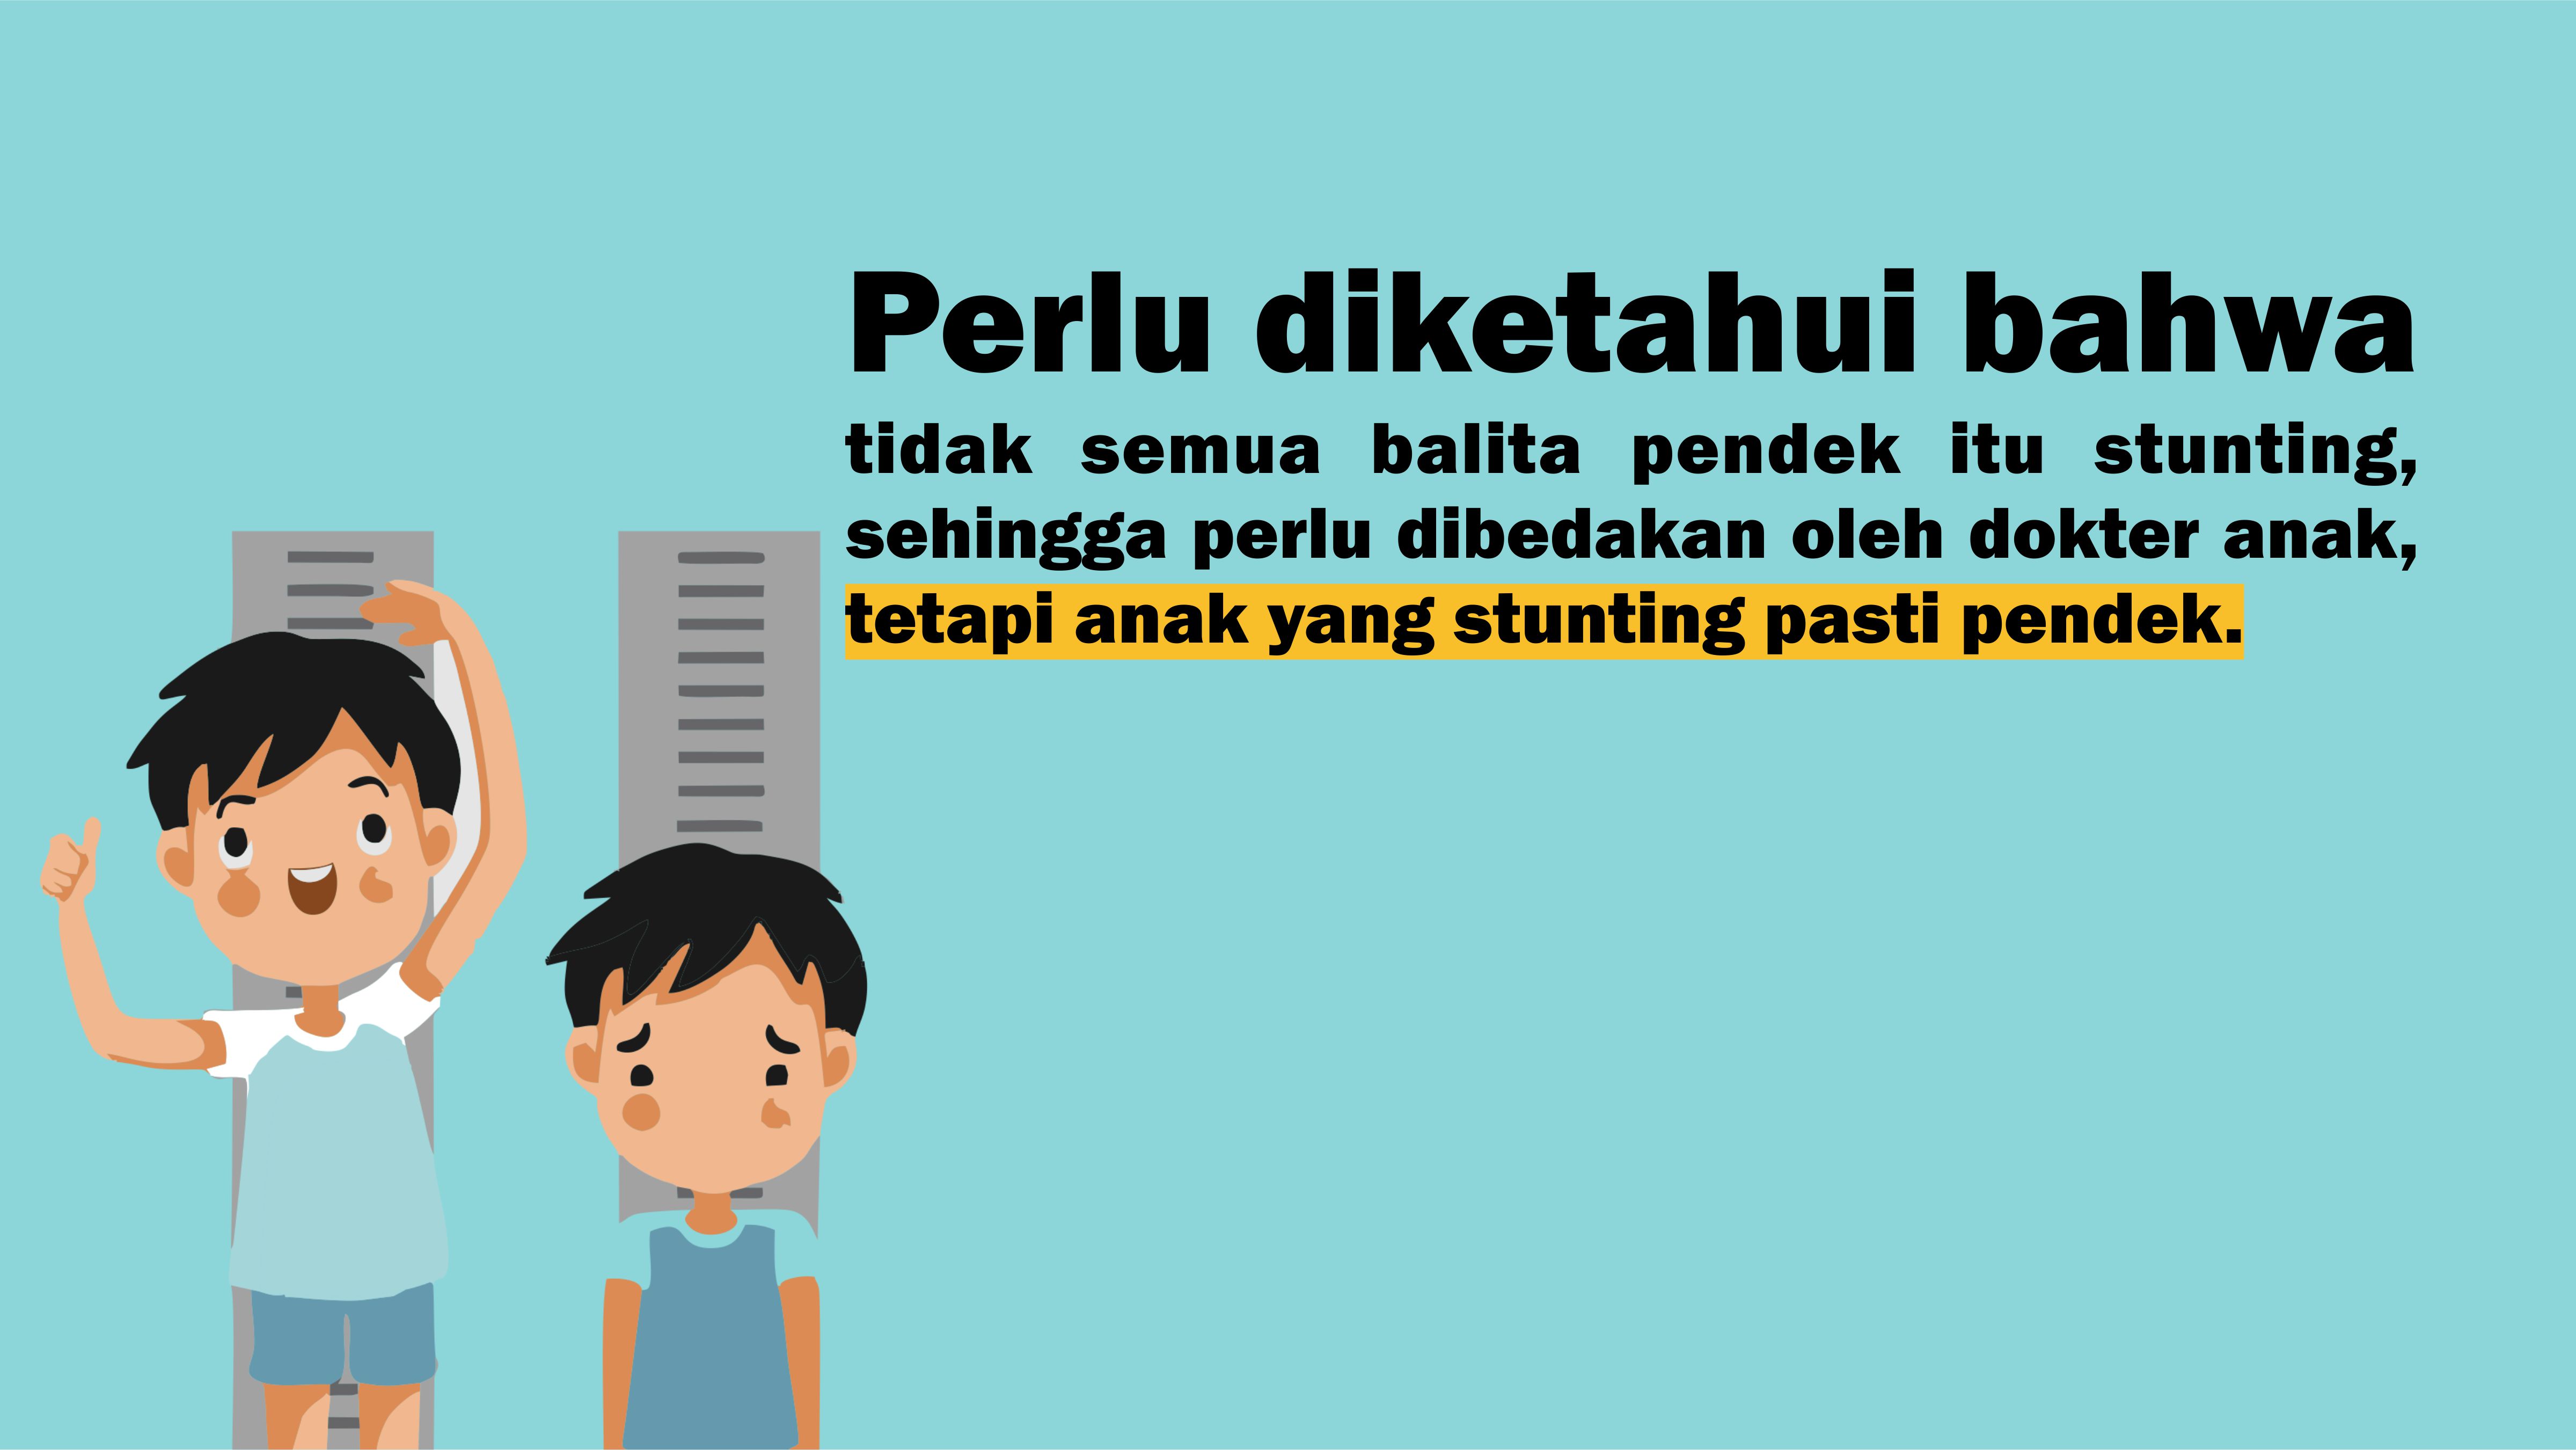 Perlu diketahui bahwa
tidak semua balita pendek itu stunting,
sehingga perlu dibedakan oleh dokter anak,
tetapi anak yang stunting pasti pendek.